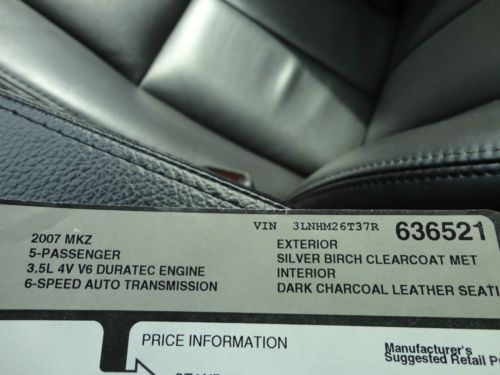 VIN 3LNHM26T37R 636521
2007 MKZ
5-PASSENGER
3.5L 4V V6 DURATEC ENGINE
6-SPEED AUTO TRANSMISSION
EXTERIOR
SILVER BIRCH CLEARCOAT MET
INTERIOR
DARK CHARCOAL LEATHER SEATI
PRICE INFORMATION
Manufacturer's
Suggested Retail P